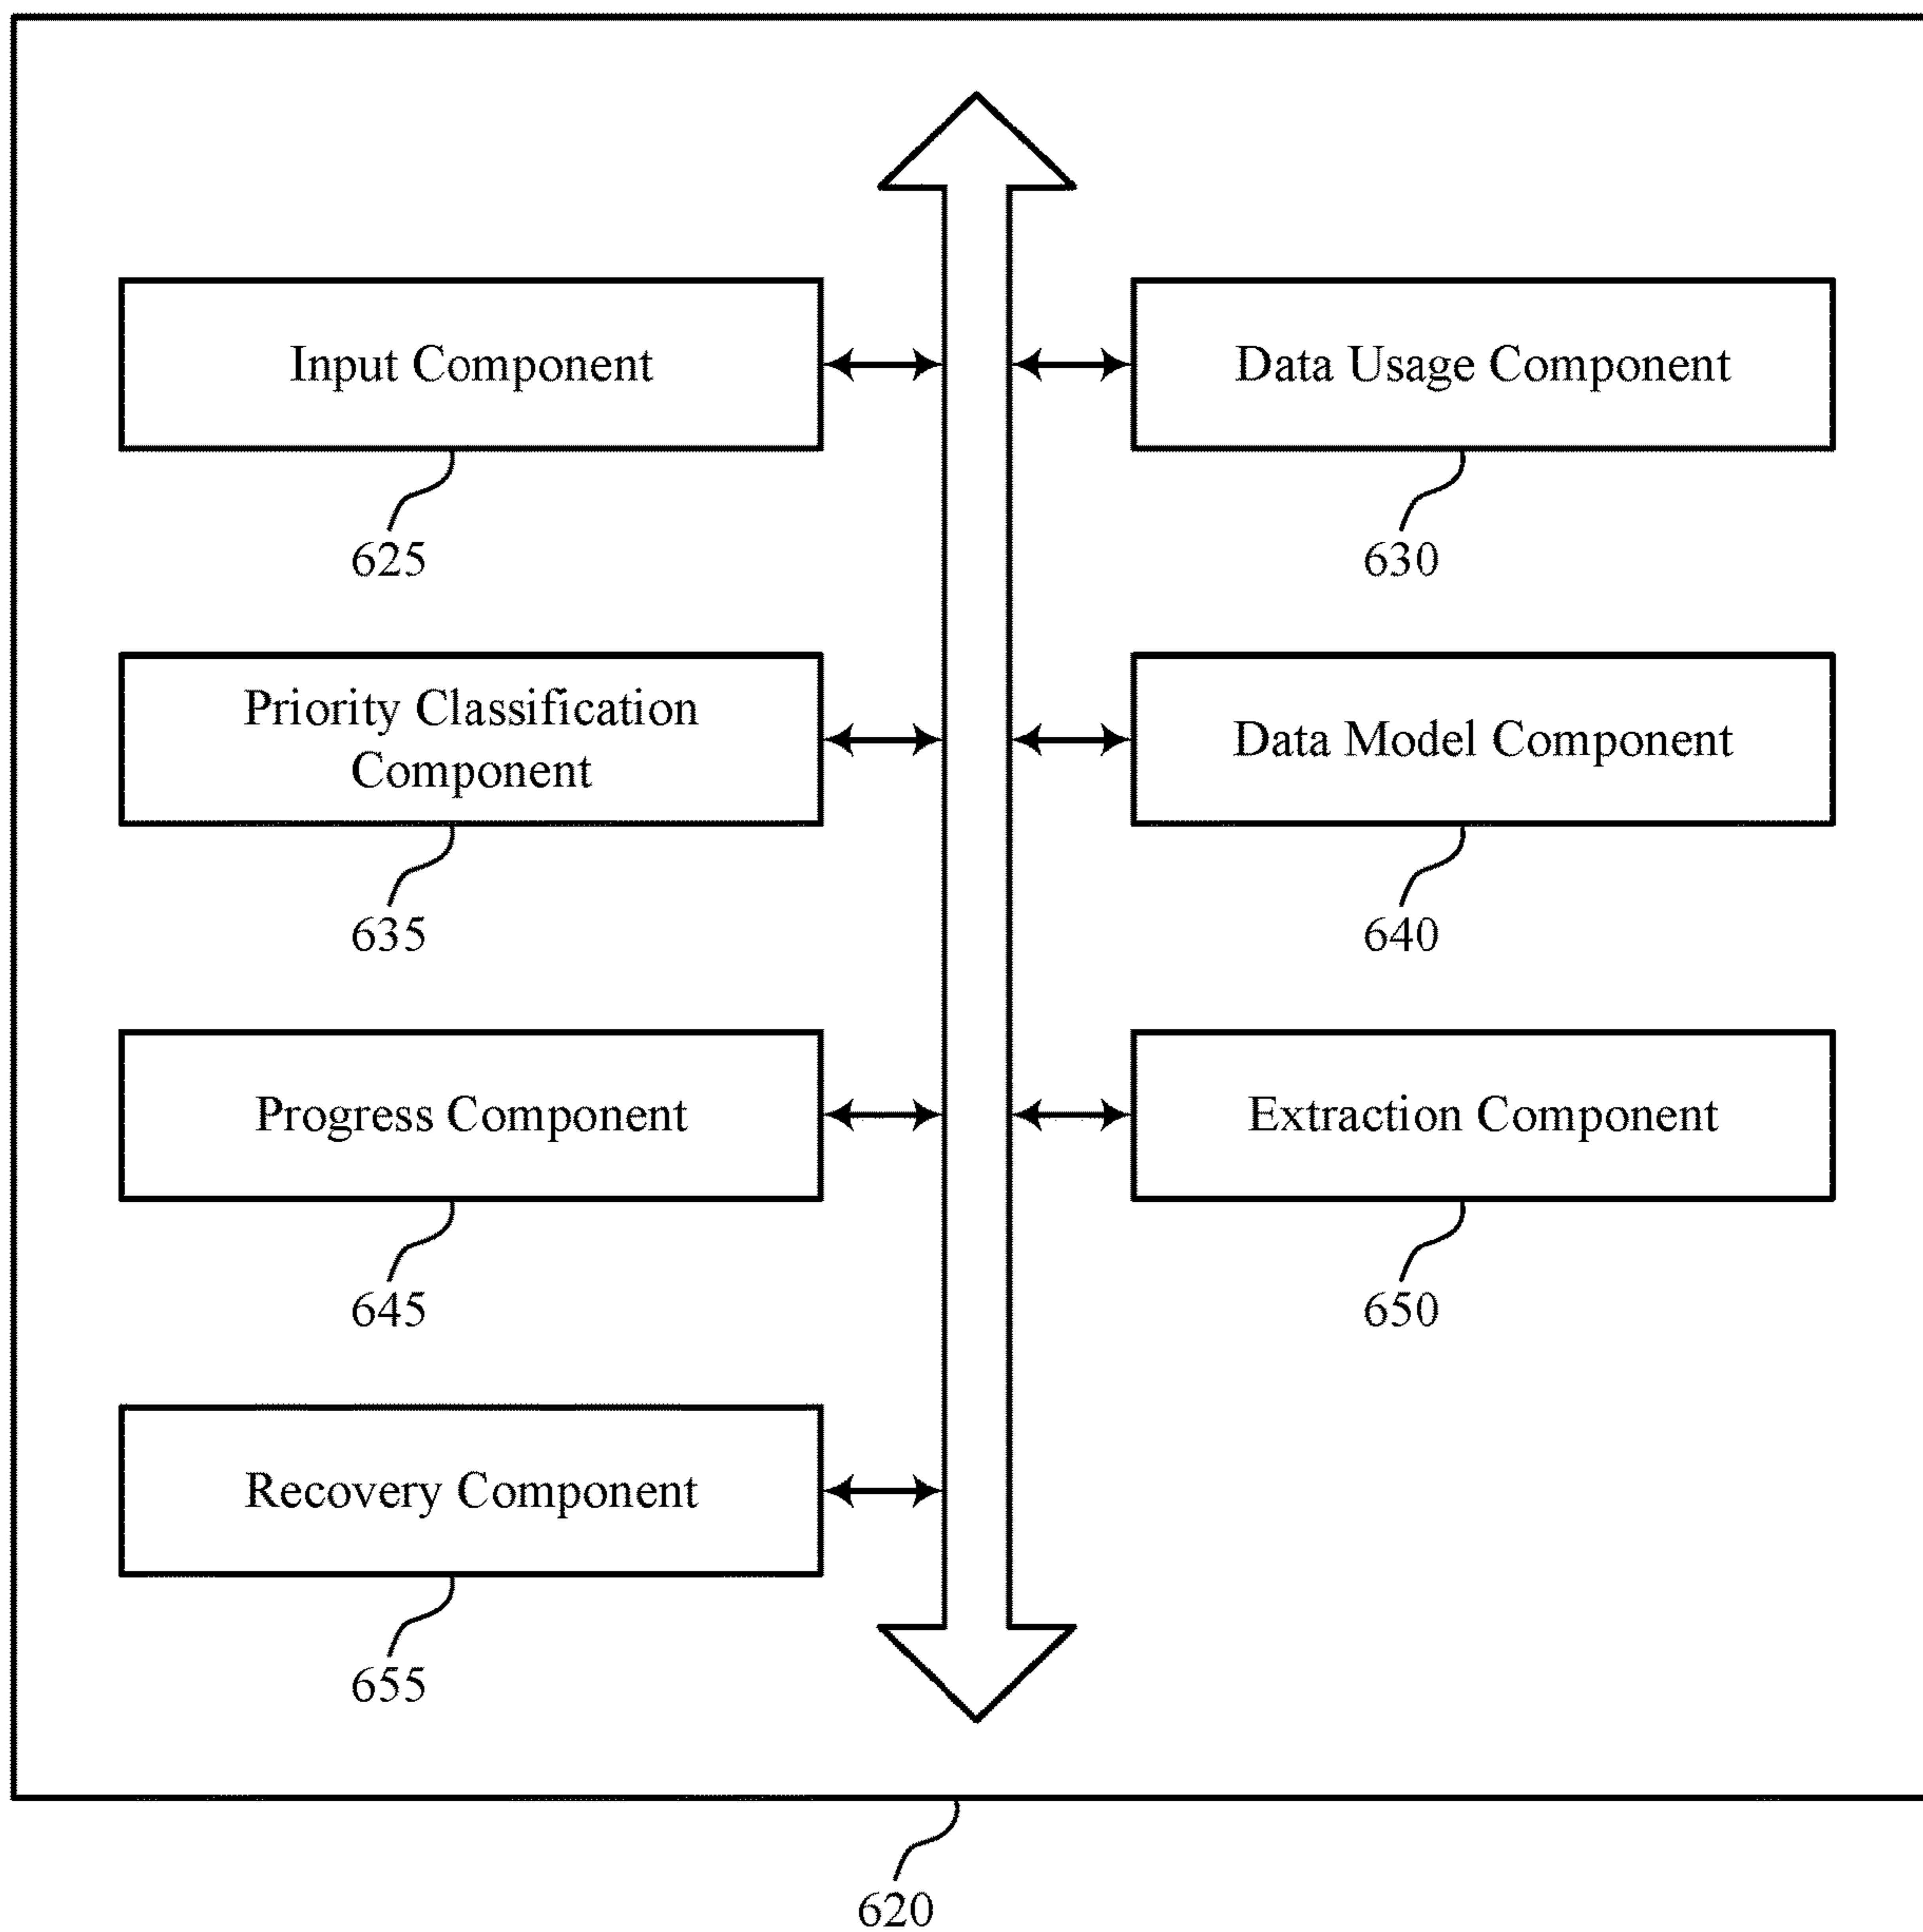 Input Component
Data Usage Component
625
630
Priority Classification
Component
Data Model Component
635
640
Progress Component
Extraction Component
645
650
Recovery Component
655
620